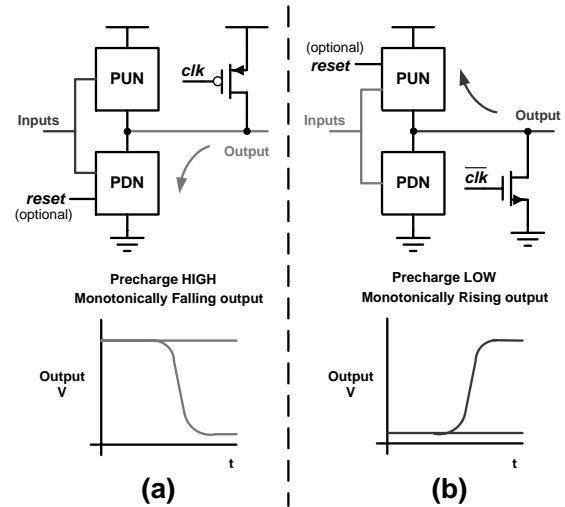 PUN
clk
Inputs
Output
PDN
reset
(optional)
Precharge HIGH
Monotonically Falling output
Output
V
t
(a)
(optional)
reset
PUN
Inputs
Output
PDN
clk
Precharge LOW
Monotonically Rising output
Output
V
t
(b)